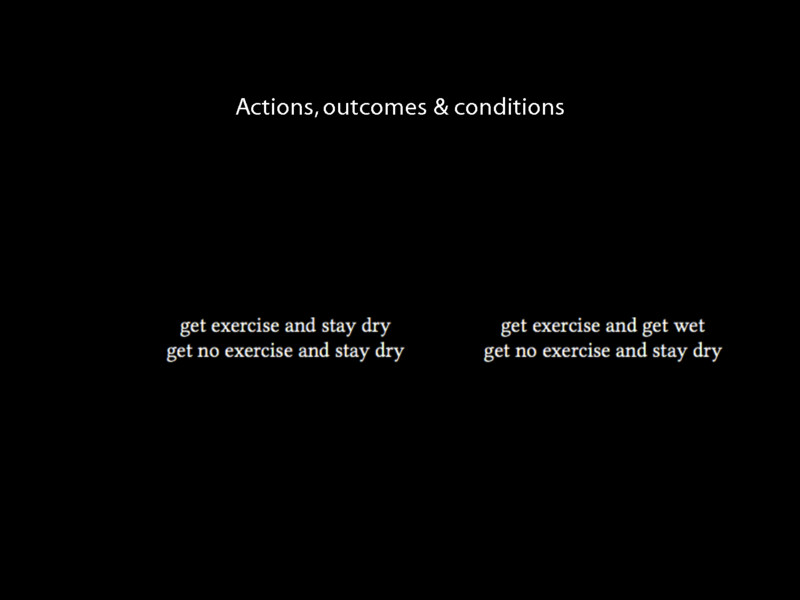 Actions, outcomes & conditions
get exercise and stay dry
get no exercise and stay dry
get exercise and get wet
get no exercise and stay dry